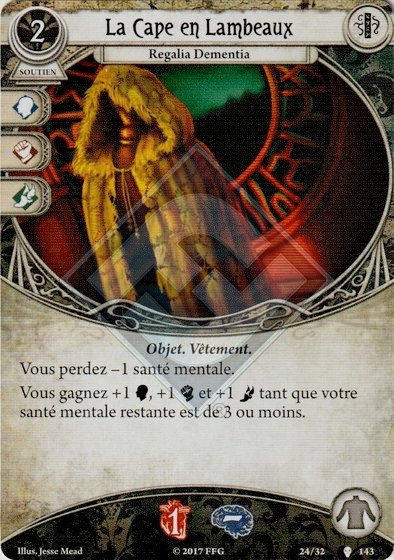 2
La Cape en Lambeaux
SOUTIEN
Regalia Dementia
Objet. Vêtement.
Vous perdez –1 santé mentale.
Vous gagnez +1 , +1 et +1 tant que votre
santé mentale restante est de 3 ou moins.
Illus. Jesse Mead
1
© 2017 FFG
24/32
143